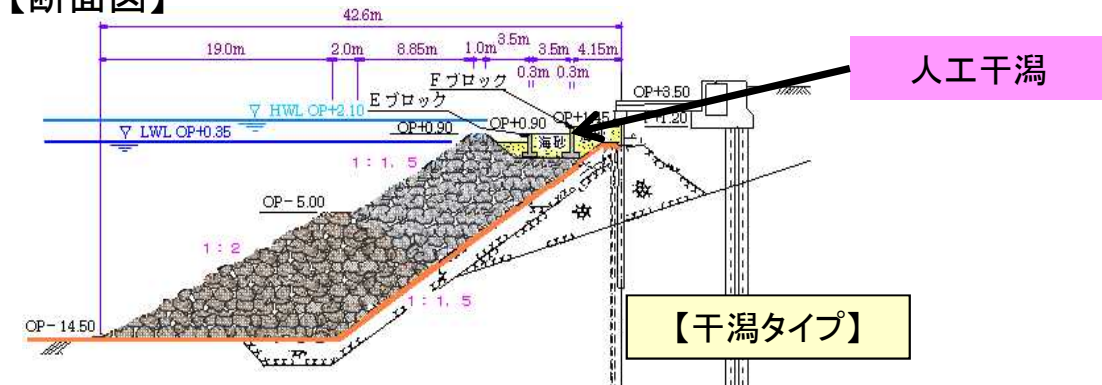 【断面図】
42.6m
19.0m
2.0m
8.85m
1.0m
3.5m
3.5m
4.15m
0.3m
0.3m
人工干潟
Fブロック
Eブロック
OP+3.50
▽ HWL OP+2.10
▽ LWL OP+0.35
OP+0.90
OP+0.90
海砂
1:1.5
OP-5.00
1:2
1:1.5
OP-14.50
【干潟タイプ】